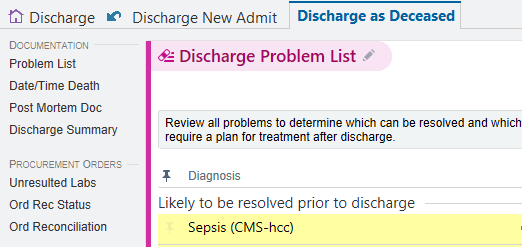 Discharge Discharge New Admit Discharge as Deceased
DOCUMENTATION
Problem List
Date/Time Death
Post Mortem Doc
Discharge Summary
PROCUREMENT ORDERS
Unresulted Labs
Ord Rec Status
Ord Reconciliation
Discharge Problem List
Review all problems to determine which can be resolved and which
require a plan for treatment after discharge.
Diagnosis
Likely to be resolved prior to discharge
Sepsis (CMS-hcc)